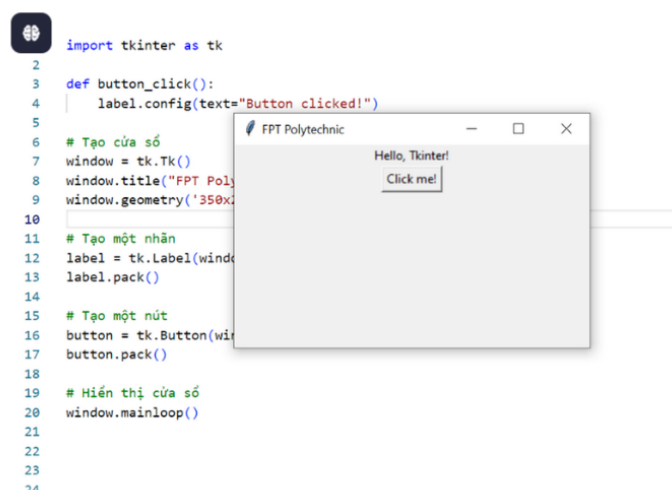 import tkinter as tk
2
3 def button_click():
4 label.config(text="Button clicked!")
5
6 # Tạo cửa sổ
7 window = tk.Tk()
8 window.title("FPT Poly
9 window.geometry('350x
10
11 # Tạo một nhãn
12 label = tk.Label(windo
13 label.pack()
14
15 # Tạo một nút
16 button = tk.Button(wi
17 button.pack()
18
19 # Hiển thị cửa sổ
20 window.mainloop()
21
22
23
24
FPT Polytechnic
Hello, Tkinter!
Click me!